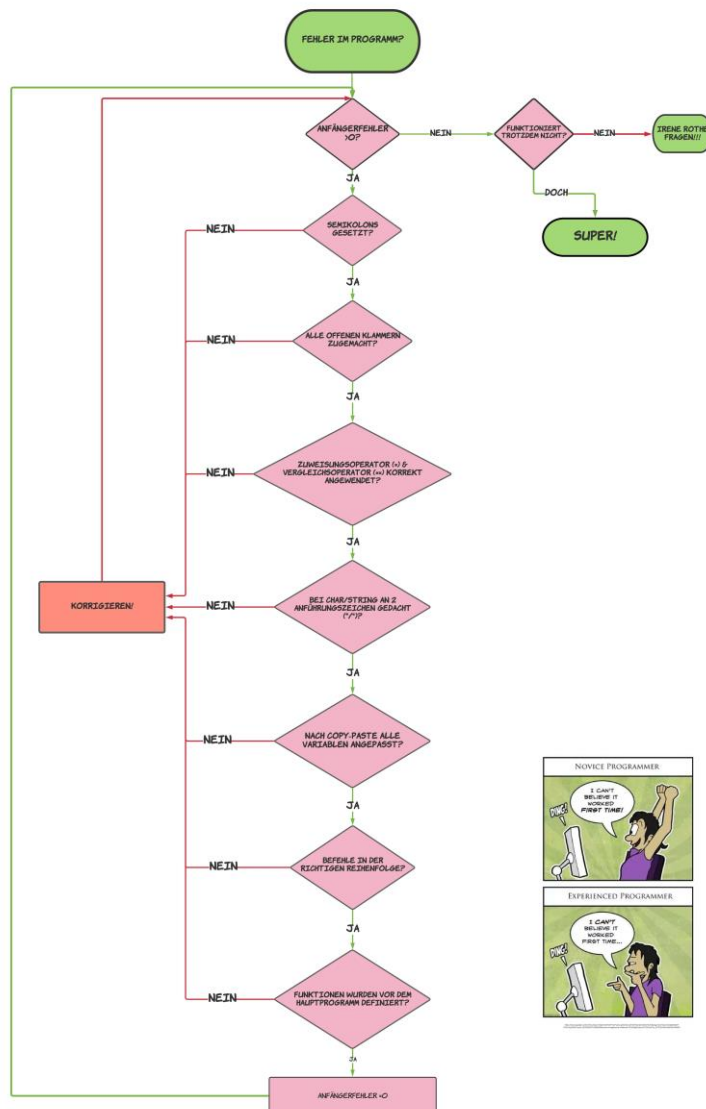 FEHLER IM PROGRAMM?
ANFÄNGERFEHLER
>0?
NEIN
FUNKTIONIERT
TROTZDEM NICHT?
NEIN
IRENE ROTHE
FRAGEN!!!
JA
DOCH
SUPER!
SEMIKOLONS
GESETZT?
NEIN
JA
ALLE OFFENEN KLAMMERN
ZUGEMACHT?
NEIN
JA
ZUWEISUNGSOPERATOR (=) &
VERGLEICHSOPERATOR (==) KORREKT
ANGEWENDET?
NEIN
JA
BEI CHAR/STRING AN 2
ANFÜHRUNGSZEICHEN GEDACHT
("/")?
NEIN
KORRIGIEREN!
JA
NACH COPY-PASTE ALLE
VARIABLEN ANGEPASST?
NEIN
JA
BEFEHLE IN DER
RICHTIGEN REIHENFOLGE?
NEIN
JA
FUNKTIONEN WURDEN VOR DEM
HAUPTPROGRAMM DEFINIERT?
NEIN
JA
ANFÄNGERFEHLER =0
NOVICE PROGRAMMER
DING!
I CAN'T
BELIEVE IT
WORKED
FIRST TIME!
EXPERIENCED PROGRAMMER
DING!
I CAN'T
BELIEVE IT
WORKED
FIRST TIME...